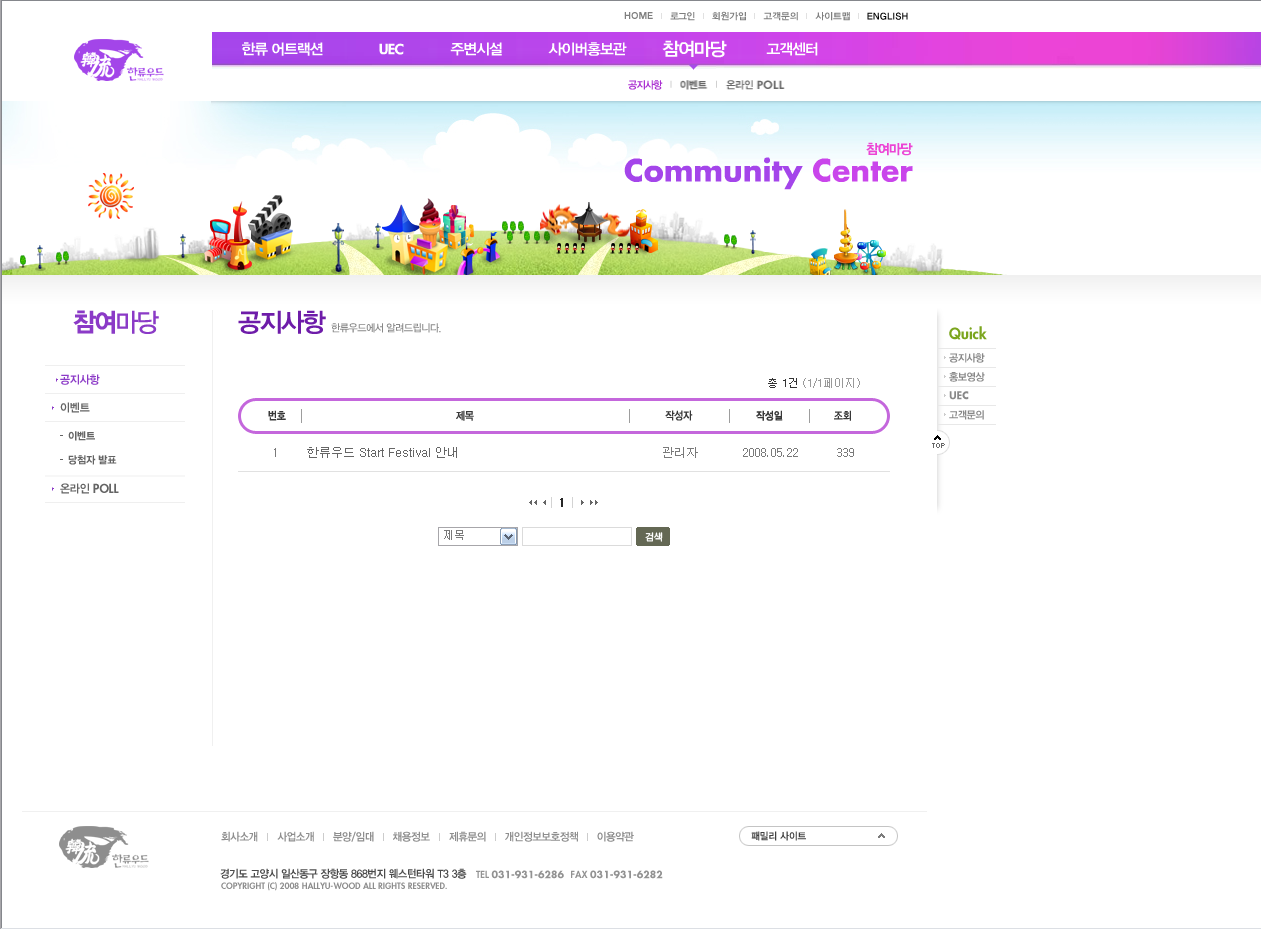 HOME 로그인 회원가입 고객문의 사이트맵 ENGLISH
韓流 한류우드
한류 어트랙션 UEC 주변시설 사이버홍보관 참여마당 고객센터
공지사항 이벤트 온라인 POLL
참여마당
Community Center
참여마당
공지사항
이벤트
- 이벤트
- 당첨자 발표
온라인 POLL
공지사항 한류우드에서 알려드립니다.
총 1건 (1/1페이지)
번호 제목 작성자 작성일 조회
1 한류우드 Start Festival 안내 관리자 2008.05.22 339
1
제목 검색
Quick
공지사항
홍보영상
UEC
고객문의
TOP
韓流 한류우드
회사소개 사업소개 분양/임대 채용정보 제휴문의 개인정보보호정책 이용약관
패밀리 사이트
경기도 고양시 일산동구 장항동 868번지 웨스턴타워 T3 3층 TEL 031-931-6286 FAX 031-931-6282
COPYRIGHT (C) 2008 HALLYU-WOOD ALL RIGHTS RESERVED.